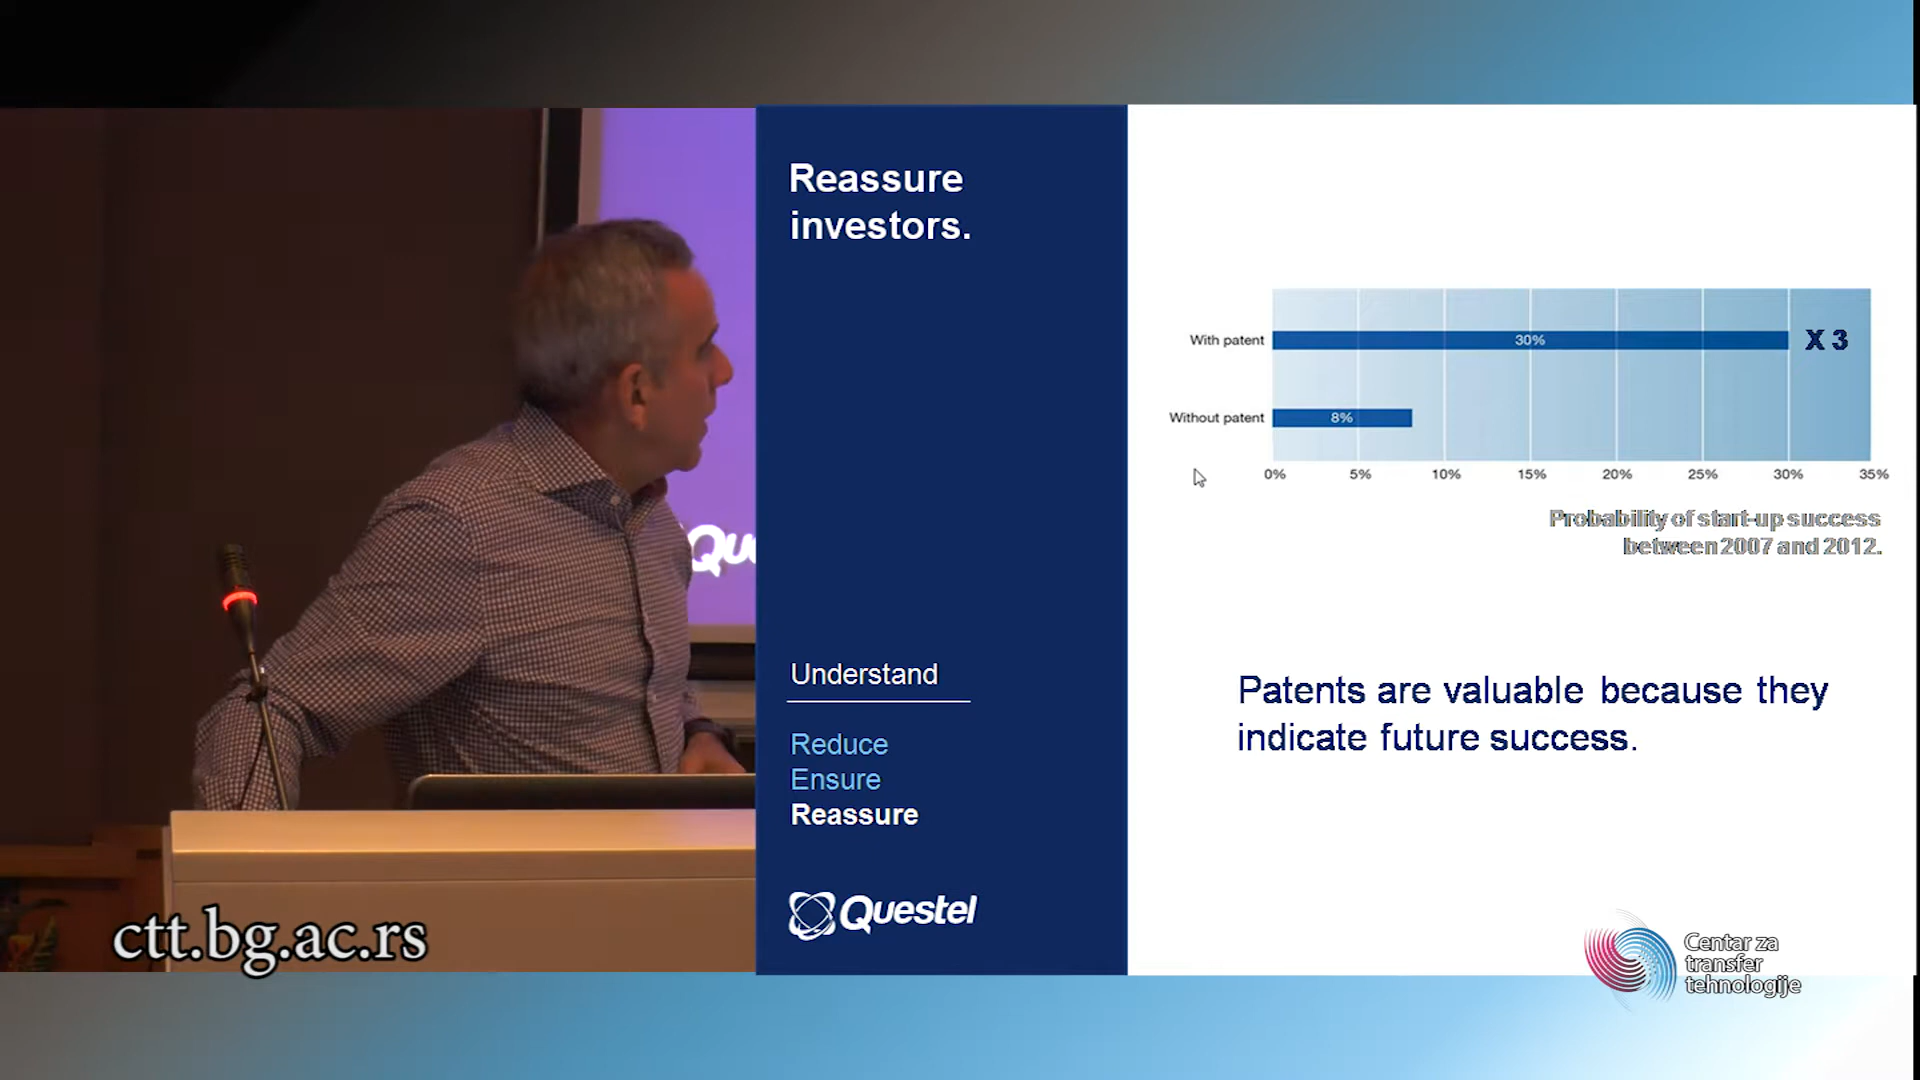 Reassure
investors.
With patent
30%
X 3
Without patent
8%
0% 5% 10% 15% 20% 25% 30% 35%
Probability of start-up success
between 2007 and 2012.
Patents are valuable because they
indicate future success.
Understand
Reduce
Ensure
Reassure
Questel
Que
ctt.bg.ac.rs
Centar za
transfer
tehnologije